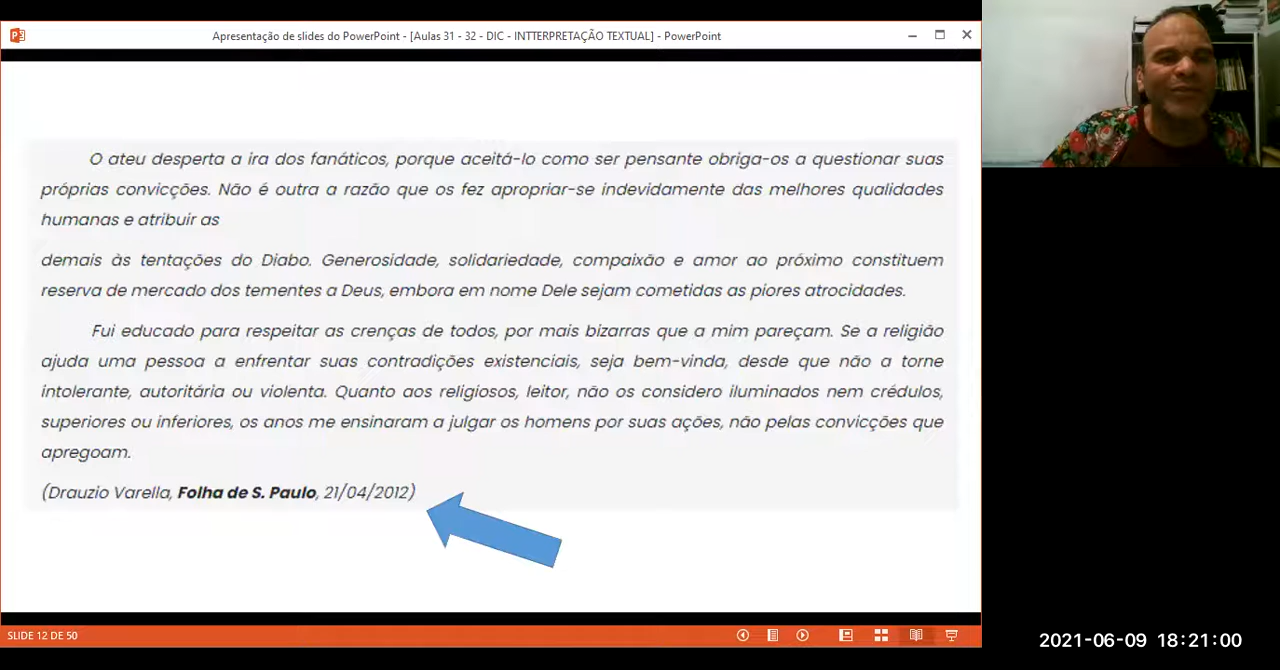 Apresentação de slides do PowerPoint - [Aulas 31 - 32 - DIC - INTTERPRETAÇÃO TEXTUAL] - PowerPoint
O ateu desperta a ira dos fanáticos, porque aceitá-lo como ser pensante obriga-os a questionar suas
próprias convicções. Não é outra a razão que os fez apropriar-se indevidamente das melhores qualidades
humanas e atribuir as
demais às tentações do Diabo. Generosidade, solidariedade, compaixão e amor ao próximo constituem
reserva de mercado dos tementes a Deus, embora em nome Dele sejam cometidas as piores atrocidades.
Fui educado para respeitar as crenças de todos, por mais bizarras que a mim pareçam. Se a religião
ajuda uma pessoa a enfrentar suas contradições existenciais, seja bem-vinda, desde que não a torne
intolerante, autoritária ou violenta. Quanto aos religiosos, leitor, não os considero iluminados nem crédulos,
superiores ou inferiores, os anos me ensinaram a julgar os homens por suas ações, não pelas convicções que
apregoam.
(Drauzio Varella, Folha de S. Paulo, 21/04/2012)
SLIDE 12 DE 50
2021-06-09 18:21:00